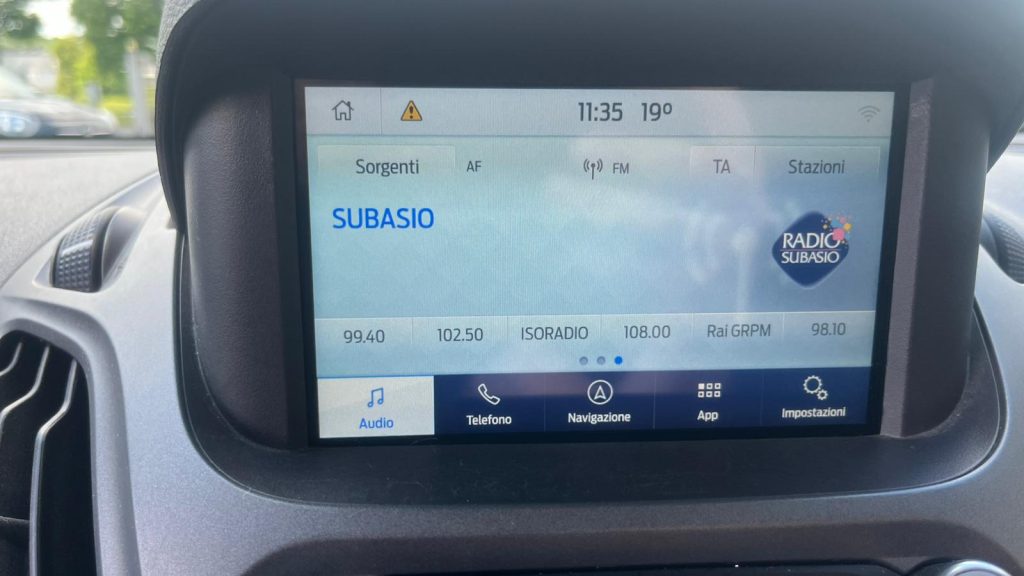 11:35 19°
Sorgenti AF FM TA Stazioni
SUBASIO
RADIO
SUBASIO
99.40 102.50 ISORADIO 108.00 Rai GRPM 98.10
Audio Telefono Navigazione App Impostazioni